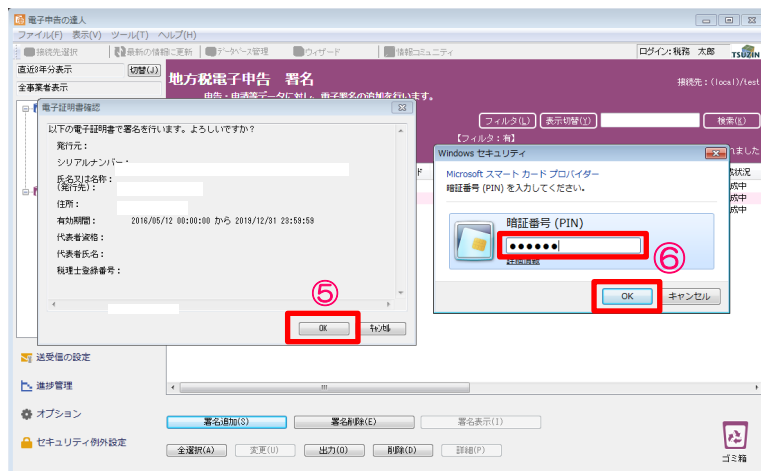 電子申告の達人
ファイル(F) 表示(V) ツール(T) ヘルプ(H)
接続先選択 最新の情報に更新 データベース管理 ウィザード 情報コミュニティ ログイン:税務 太郎 TSUZIN
直近3年分表示 切替(J)
全事業者表示
地方税電子申告 署名
申告・申請等データに対し、電子署名の追加を行います。
接続先:(local)/test
フィルタ(L) 表示切替(Y) 検索(K)
【フィルタ:有】
れました
状況
成中
成中
成中
電子証明書確認
以下の電子証明書で署名を行います。よろしいですか?
発行元:
シリアルナンバー:
氏名又は名称:
(発行先):
住所:
有効期間: 2016/05/12 00:00:00 から 2019/12/31 23:59:59
代表者資格:
代表者氏名:
税理士登録番号:
⑤
OK キャンセル
Windows セキュリティ
Microsoft スマート カード プロバイダー
暗証番号 (PIN) を入力してください。
暗証番号 (PIN)
●●●●●●
詳細情報
⑥
OK キャンセル
送受信の設定
進捗管理
オプション
セキュリティ例外設定
署名追加(S) 署名削除(E) 署名表示(I)
全選択(A) 変更(U) 出力(O) 削除(D) 詳細(P)
ゴミ箱